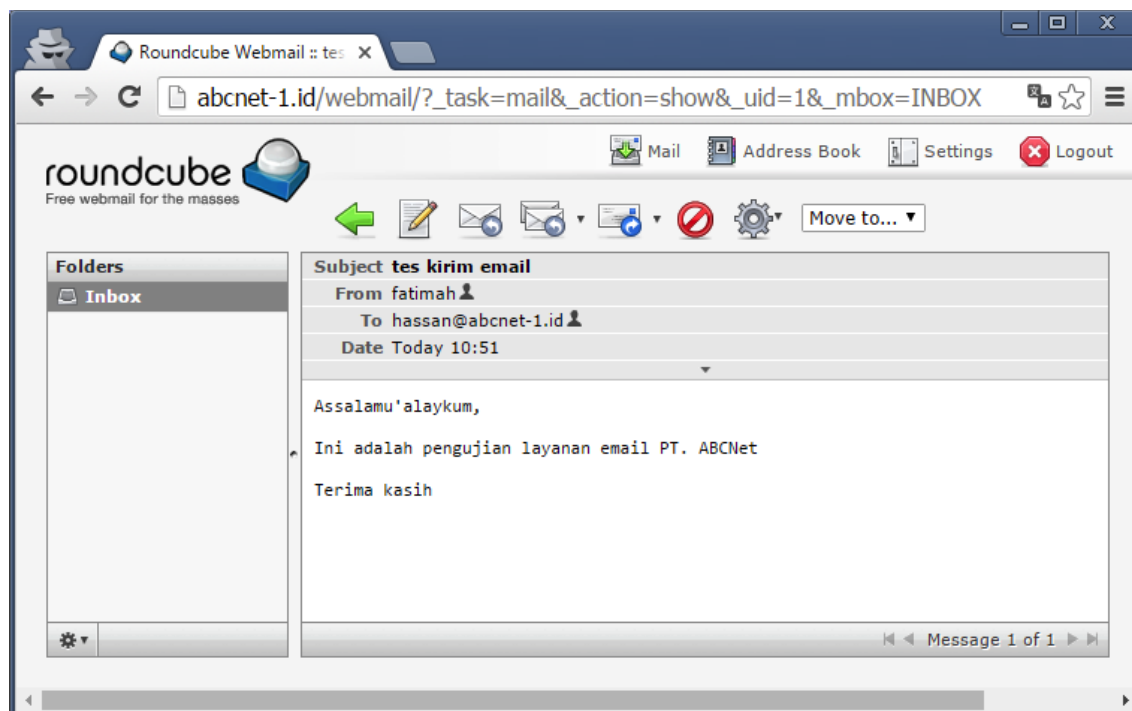 Roundcube Webmail :: tes
abcnet-1.id/webmail/?_task=mail&_action=show&_uid=1&_mbox=INBOX
Mail Address Book Settings Logout
roundcube
Free webmail for the masses
Move to...
Folders
Inbox
Subject tes kirim email
From fatimah
To hassan@abcnet-1.id
Date Today 10:51
Assalamu'alaykum,
Ini adalah pengujian layanan email PT. ABCNet
Terima kasih
Message 1 of 1